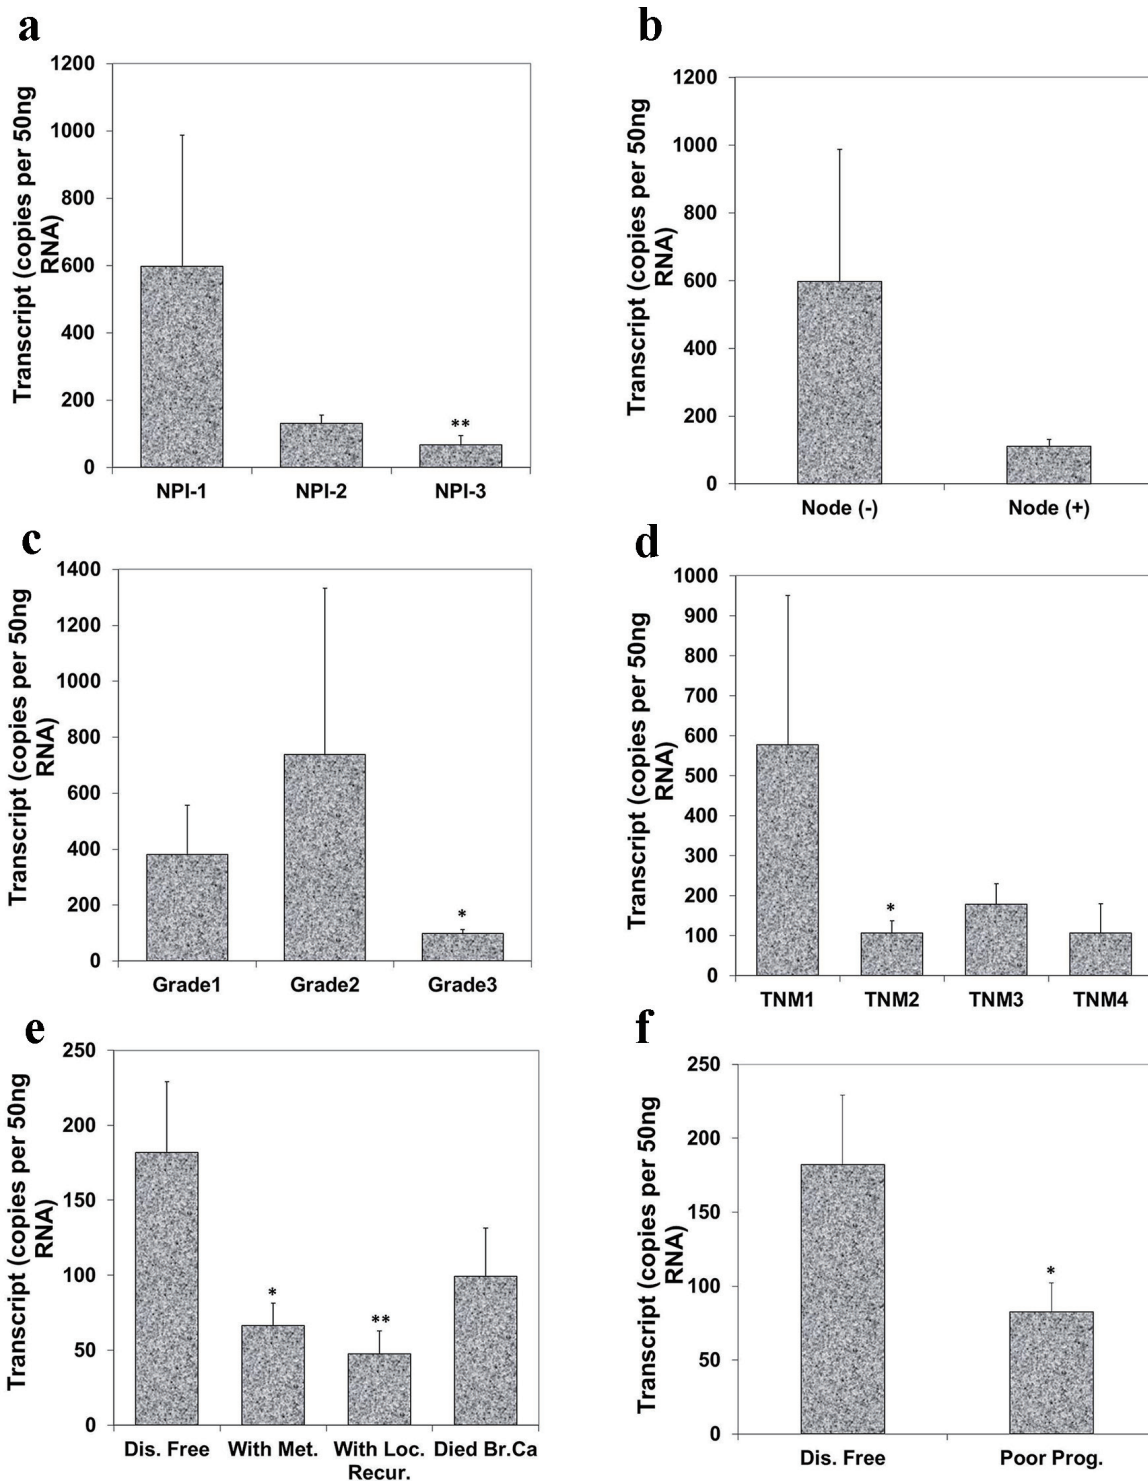 a
Transcript (copies per 50ng
RNA)
1200
1000
800
600
400
200
0
**
NPI-1 NPI-2 NPI-3
b
Transcript (copies per 50ng
RNA)
1200
1000
800
600
400
200
0
Node (-) Node (+)
c
Transcript (copies per 50ng
RNA)
1400
1200
1000
800
600
400
200
0
*
Grade1 Grade2 Grade3
d
Transcript (copies per 50ng
RNA)
1000
900
800
700
600
500
400
300
200
100
0
*
TNM1 TNM2 TNM3 TNM4
e
Transcript (copies per 50ng
RNA)
250
200
150
100
50
0
*
**
Dis. Free With Met. With Loc. Died Br.Ca
Recur.
f
Transcript (copies per 50ng
RNA)
250
200
150
100
50
0
*
Dis. Free Poor Prog.